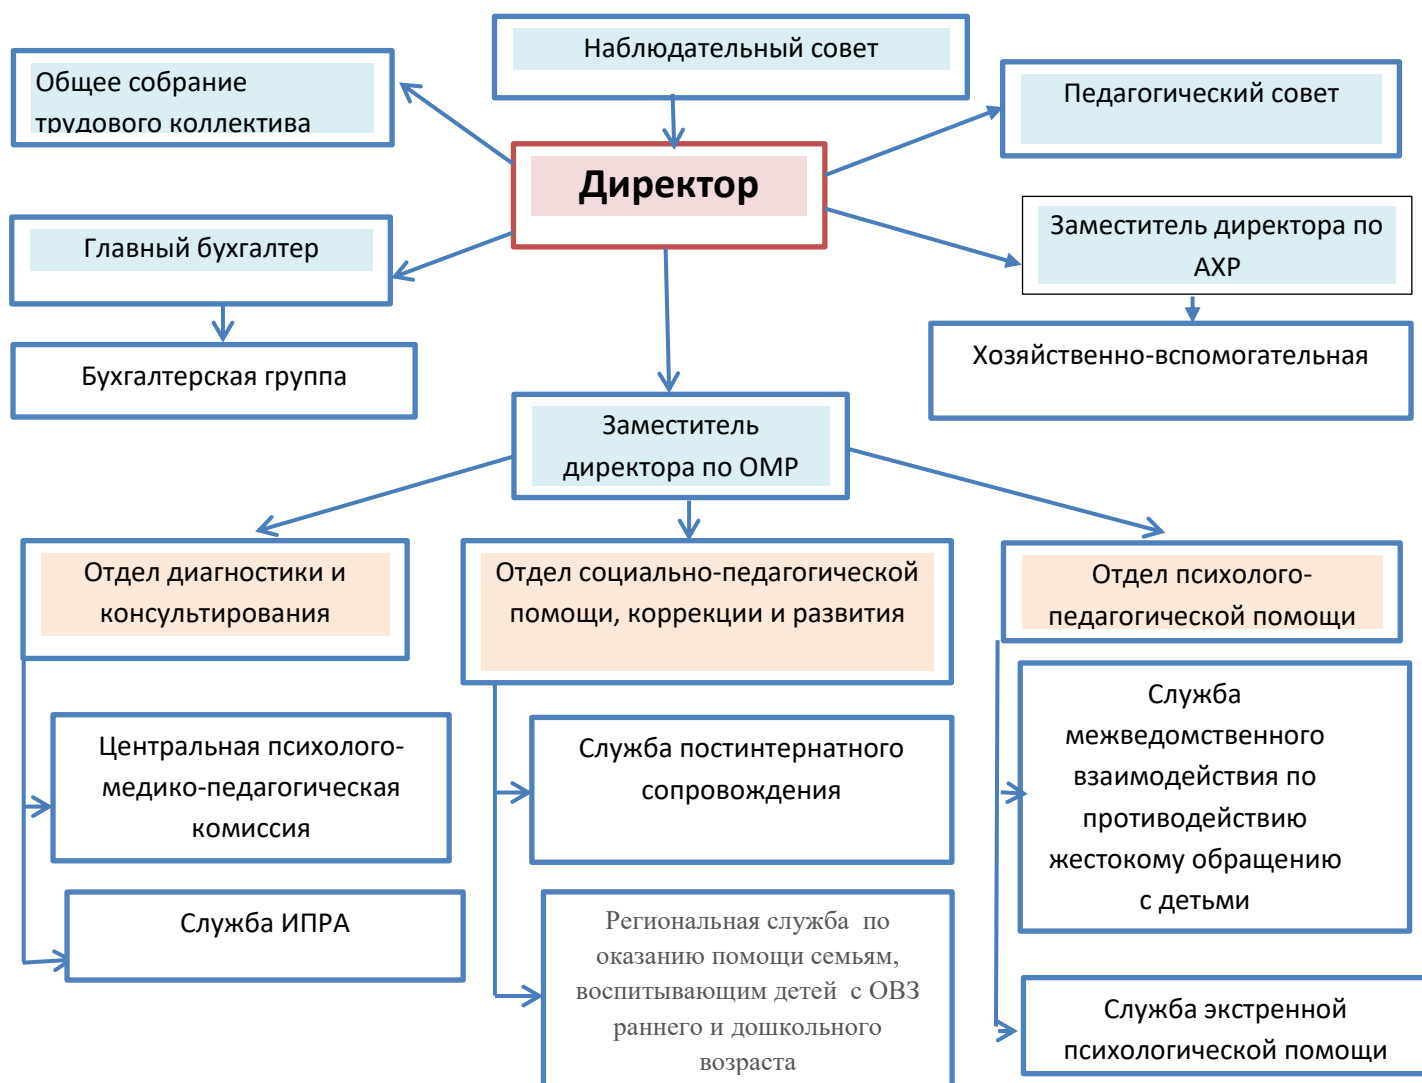 Наблюдательный совет
Общее собрание
трудового коллектива
Педагогический совет
Директор
Главный бухгалтер
Заместитель директора по
АХР
Бухгалтерская группа
Хозяйственно-вспомогательная
Заместитель
директора по ОМР
Отдел диагностики и
консультирования
Отдел социально-педагогической
помощи, коррекции и развития
Отдел психолого-
педагогической помощи
Центральная психолого-
медико-педагогическая
комиссия
Служба ИПРА
Служба постинтернатного
сопровождения
Региональная служба  по
оказанию помощи семьям,
воспитывающим детей  с ОВЗ
раннего и дошкольного
возраста
Служба
межведомственного
взаимодействия по
противодействию
жестокому обращению
с детьми
Служба экстренной
психологической помощи